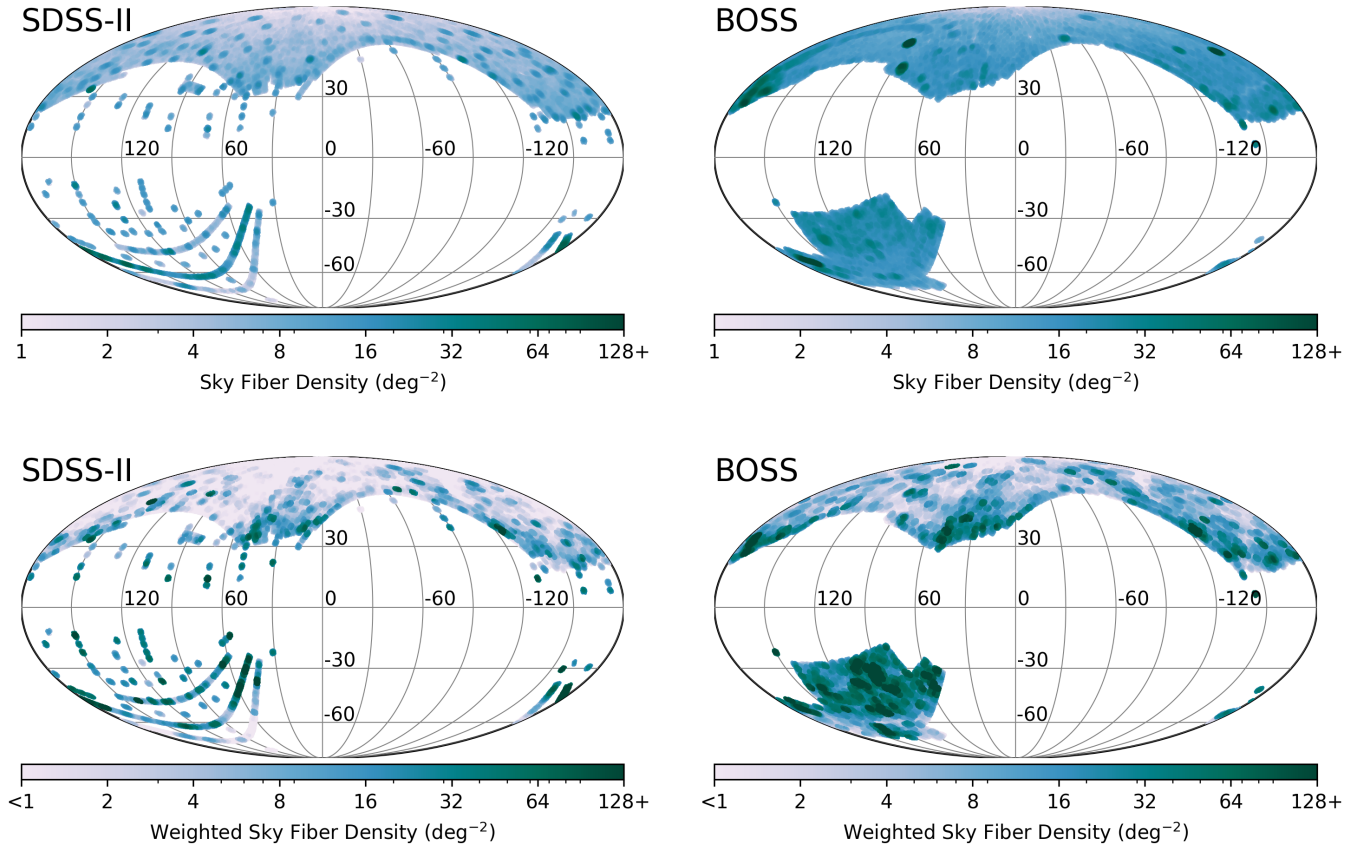 SDSS-II
BOSS
30
30
120 60 0 -60 -120
120 60 0 -60 -120
-30
-30
-60
-60
1 2 4 8 16 32 64 128+
1 2 4 8 16 32 64 128+
Sky Fiber Density (deg⁻²)
Sky Fiber Density (deg⁻²)
SDSS-II
BOSS
30
30
120 60 0 -60 -120
120 60 0 -60 -120
-30
-30
-60
-60
<1 2 4 8 16 32 64 128+
<1 2 4 8 16 32 64 128+
Weighted Sky Fiber Density (deg⁻²)
Weighted Sky Fiber Density (deg⁻²)